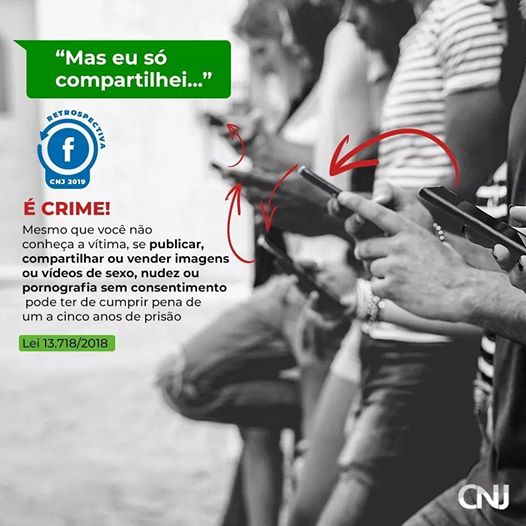 “Mas eu só
compartilhei...”
RETROSPECTIVA
f
CNJ 2019
É CRIME!
Mesmo que você não
conheça a vítima, se publicar,
compartilhar ou vender imagens
ou vídeos de sexo, nudez ou
pornografia sem consentimento
pode ter de cumprir pena de
um a cinco anos de prisão
Lei 13.718/2018
CNJ